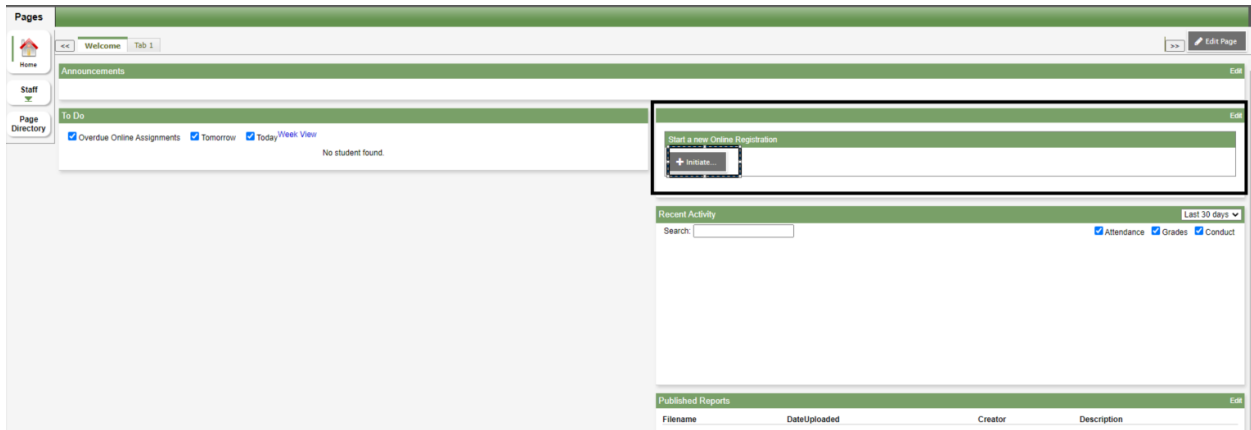 Pages
Home
Staff
Page
Directory
<< Welcome Tab 1
>> Edit Page
Announcements Edit
To Do
Overdue Online Assignments Tomorrow Today Week View
No student found.
Edit
Start a new Online Registration
+ Initiate...
Recent Activity Last 30 days
Search: Attendance Grades Conduct
Published Reports Edit
Filename DateUploaded Creator Description